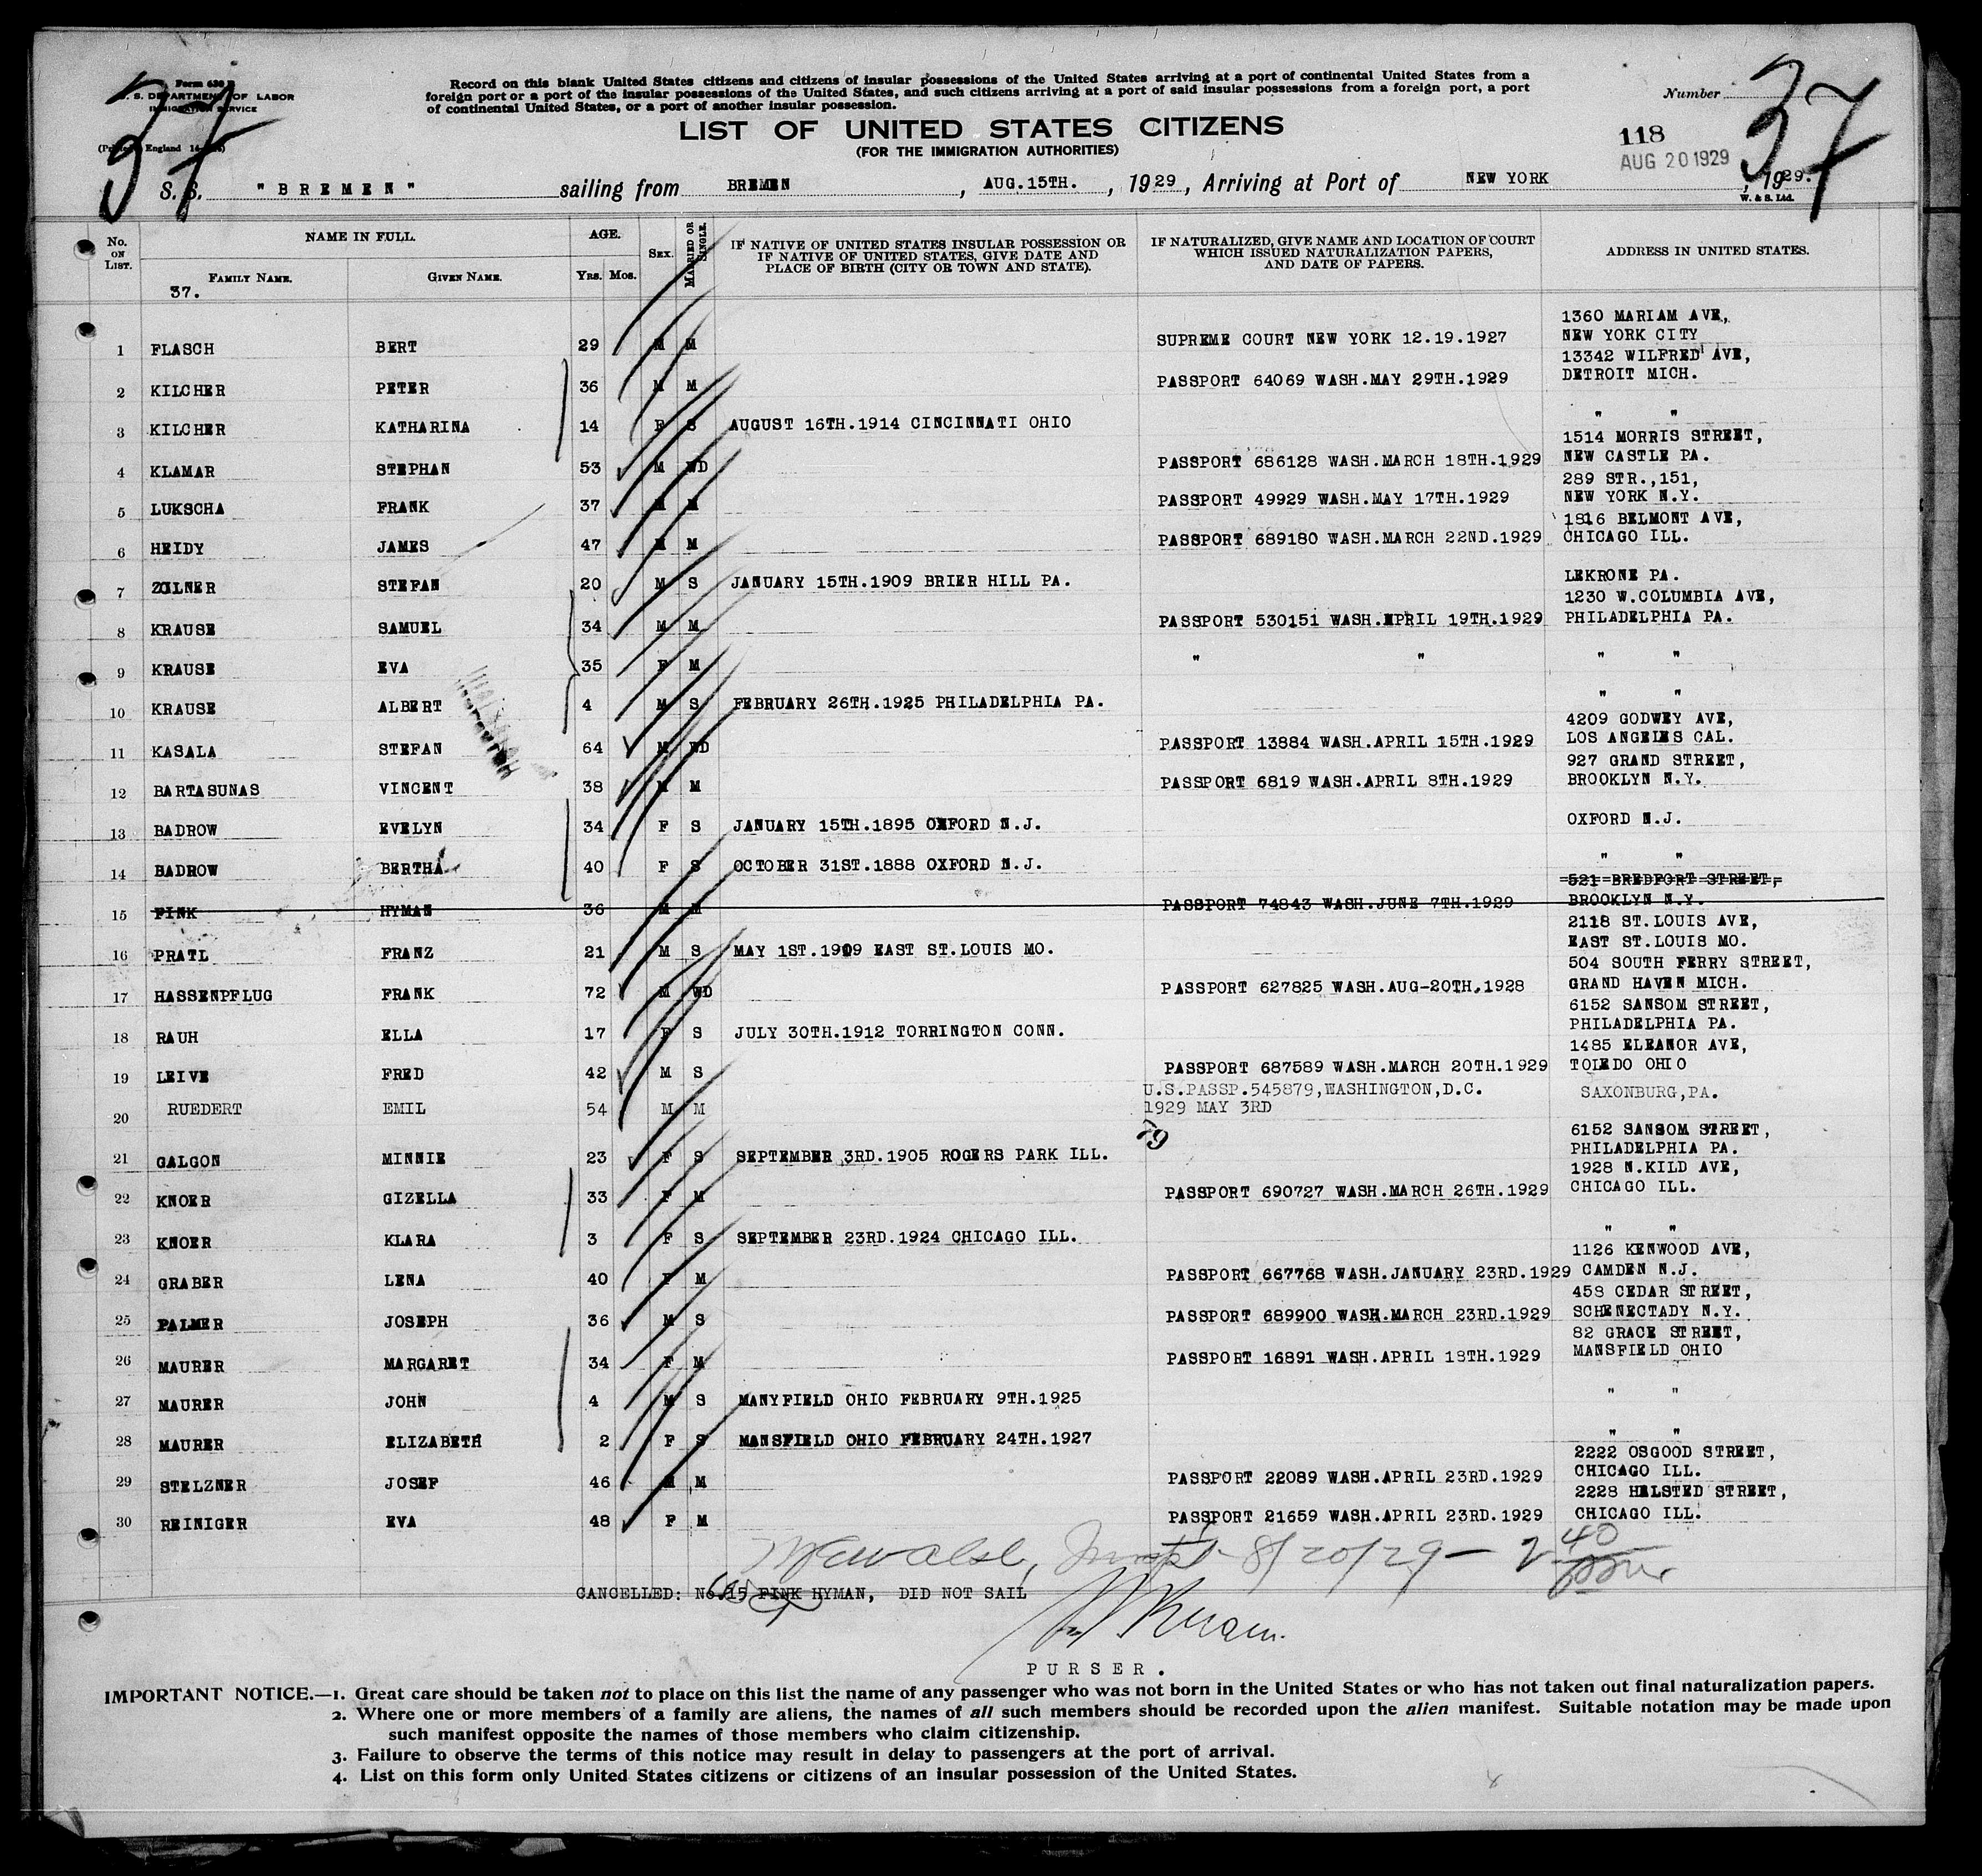 37
Form 630
U. S. DEPARTMENT OF LABOR
IMMIGRATION SERVICE
Record on this blank United States citizens and citizens of insular possessions of the United States arriving at a port of continental United States from a
foreign port or a port of the insular possessions of the United States, and such citizens arriving at a port of said insular possessions from a foreign port, a port
of continental United States, or a port of another insular possession.
Number
37
LIST OF UNITED STATES CITIZENS
(FOR THE IMMIGRATION AUTHORITIES)
118
AUG 20 1929
S. S. "BREMEN" sailing from BREMEN, AUG.15TH., 1929, Arriving at Port of NEW YORK, 1929.
W. & S. Ltd.
No. ON LIST. NAME IN FULL. AGE. SEX. MARRIED OR SINGLE. IF NATIVE OF UNITED STATES INSULAR POSSESSION OR IF NATIVE OF UNITED STATES, GIVE DATE AND PLACE OF BIRTH (CITY OR TOWN AND STATE). IF NATURALIZED, GIVE NAME AND LOCATION OF COURT WHICH ISSUED NATURALIZATION PAPERS, AND DATE OF PAPERS. ADDRESS IN UNITED STATES.
FAMILY NAME. GIVEN NAME. Yrs. Mos.
37.
1 FLASCH BERT 29 M M SUPREME COURT NEW YORK 12.19.1927 1360 MARIAM AVE, NEW YORK CITY
2 KILCHER PETER 36 M M PASSPORT 64069 WASH.MAY 29TH.1929 13342 WILFRED AVE, DETROIT MICH.
3 KILCHER KATHARINA 14 F S AUGUST 16TH.1914 CINCINNATI OHIO " "
4 KLAMAR STEPHAN 53 M WD PASSPORT 686128 WASH.MARCH 18TH.1929 1514 MORRIS STREET, NEW CASTLE PA.
5 LUKSCHA FRANK 37 M M PASSPORT 49929 WASH.MAY 17TH.1929 289 STR.,151, NEW YORK N.Y.
6 HEIDY JAMES 47 M M PASSPORT 689180 WASH.MARCH 22ND.1929 1816 BELMONT AVE, CHICAGO ILL.
7 ZOLNER STEFAN 20 M S JANUARY 15TH.1909 BRIER HILL PA. LEKRONE PA.
8 KRAUSE SAMUEL 34 M M PASSPORT 530151 WASH.APRIL 19TH.1929 1230 W.COLUMBIA AVE, PHILADELPHIA PA.
9 KRAUSE EVA 35 F M " " " "
10 KRAUSE ALBERT 4 M S FEBRUARY 26TH.1925 PHILADELPHIA PA. " "
11 KASALA STEFAN 64 M WD PASSPORT 13884 WASH.APRIL 15TH.1929 4209 GODWEY AVE, LOS ANGELES CAL.
12 BARTASUNAS VINCENT 38 M M PASSPORT 6819 WASH.APRIL 8TH.1929 927 GRAND STREET, BROOKLYN N.Y.
13 BADROW EVELYN 34 F S JANUARY 15TH.1895 OXFORD N.J. OXFORD N.J.
14 BADROW BERTHA 40 F S OCTOBER 31ST.1888 OXFORD N.J. " "
15 FINK HYMAN 36 M M PASSPORT 74843 WASH.JUNE 7TH.1929 521 BREDFORT STREET, BROOKLYN N.Y.
16 PRATL FRANZ 21 M S MAY 1ST.1909 EAST ST.LOUIS MO. 2118 ST.LOUIS AVE, EAST ST.LOUIS MO.
17 HASSENPFLUG FRANK 72 M WD PASSPORT 627825 WASH.AUG-20TH,1928 504 SOUTH FERRY STREET, GRAND HAVEN MICH.
18 RAUH ELLA 17 F S JULY 30TH.1912 TORRINGTON CONN. 6152 SANSOM STREET, PHILADELPHIA PA.
19 LEIVE FRED 42 M S PASSPORT 687589 WASH.MARCH 20TH.1929 1485 ELEANOR AVE, TOLEDO OHIO
20 RUEDERT EMIL 54 M M U.S.PASSP.545879,WASHINGTON,D.C. 1929 MAY 3RD SAXONBURG,PA.
79
21 GALGON MINNIE 23 F S SEPTEMBER 3RD.1905 ROGERS PARK ILL. 6152 SANSOM STREET, PHILADELPHIA PA.
22 KNOER GIZELLA 33 F M PASSPORT 690727 WASH.MARCH 26TH.1929 1928 N.KILD AVE, CHICAGO ILL.
23 KNOER KLARA 3 F S SEPTEMBER 23RD.1924 CHICAGO ILL. " "
24 GRABER LENA 40 F M PASSPORT 667768 WASH.JANUARY 23RD.1929 1126 KENWOOD AVE, CAMDEN N.J.
25 PALMER JOSEPH 36 M S PASSPORT 689900 WASH.MARCH 23RD.1929 458 CEDAR STREET, SCHENECTADY N.Y.
26 MAURER MARGARET 34 F M PASSPORT 16891 WASH.APRIL 18TH.1929 82 GRACE STREET, MANSFIELD OHIO
27 MAURER JOHN 4 M S MANYFIELD OHIO FEBRUARY 9TH.1925 " "
28 MAURER ELIZABETH 2 F S MANSFIELD OHIO FEBRUARY 24TH.1927 " "
29 STELZNER JOSEF 46 M M PASSPORT 22089 WASH.APRIL 23RD.1929 2222 OSGOOD STREET, CHICAGO ILL.
30 REINIGER EVA 48 F M PASSPORT 21659 WASH.APRIL 23RD.1929 2228 HELSTED STREET, CHICAGO ILL.
8/20/29 – 2 40
CANCELLED: No.15 FINK HYMAN, DID NOT SAIL
PURSER.
IMPORTANT NOTICE.—1. Great care should be taken not to place on this list the name of any passenger who was not born in the United States or who has not taken out final naturalization papers.
2. Where one or more members of a family are aliens, the names of all such members should be recorded upon the alien manifest. Suitable notation may be made upon
such manifest opposite the names of those members who claim citizenship.
3. Failure to observe the terms of this notice may result in delay to passengers at the port of arrival.
4. List on this form only United States citizens or citizens of an insular possession of the United States.